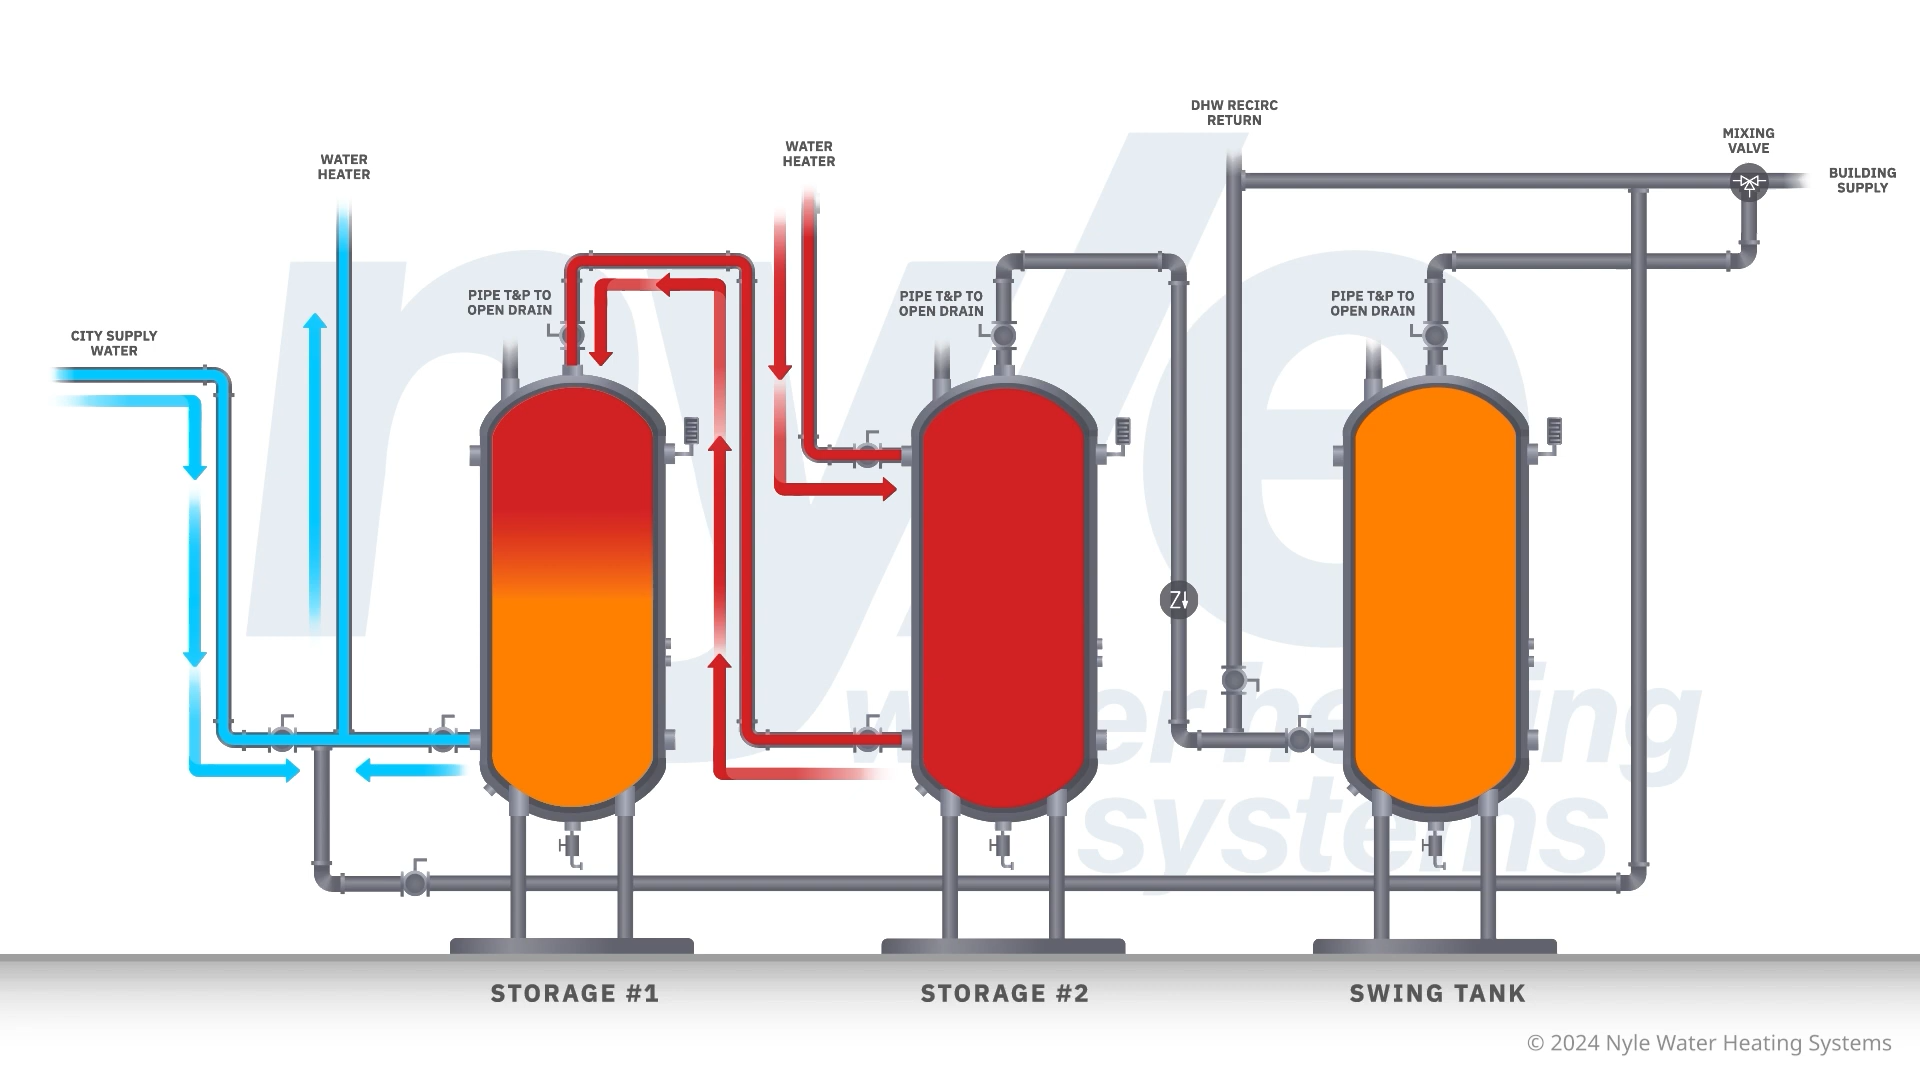 DHW RECIRC
RETURN
MIXING
VALVE
WATER
HEATER
WATER
HEATER
BUILDING
SUPPLY
PIPE T&P TO
OPEN DRAIN
PIPE T&P TO
OPEN DRAIN
PIPE T&P TO
OPEN DRAIN
CITY SUPPLY
WATER
Z
nyle
water heating
systems
STORAGE #1
STORAGE #2
SWING TANK
© 2024 Nyle Water Heating Systems